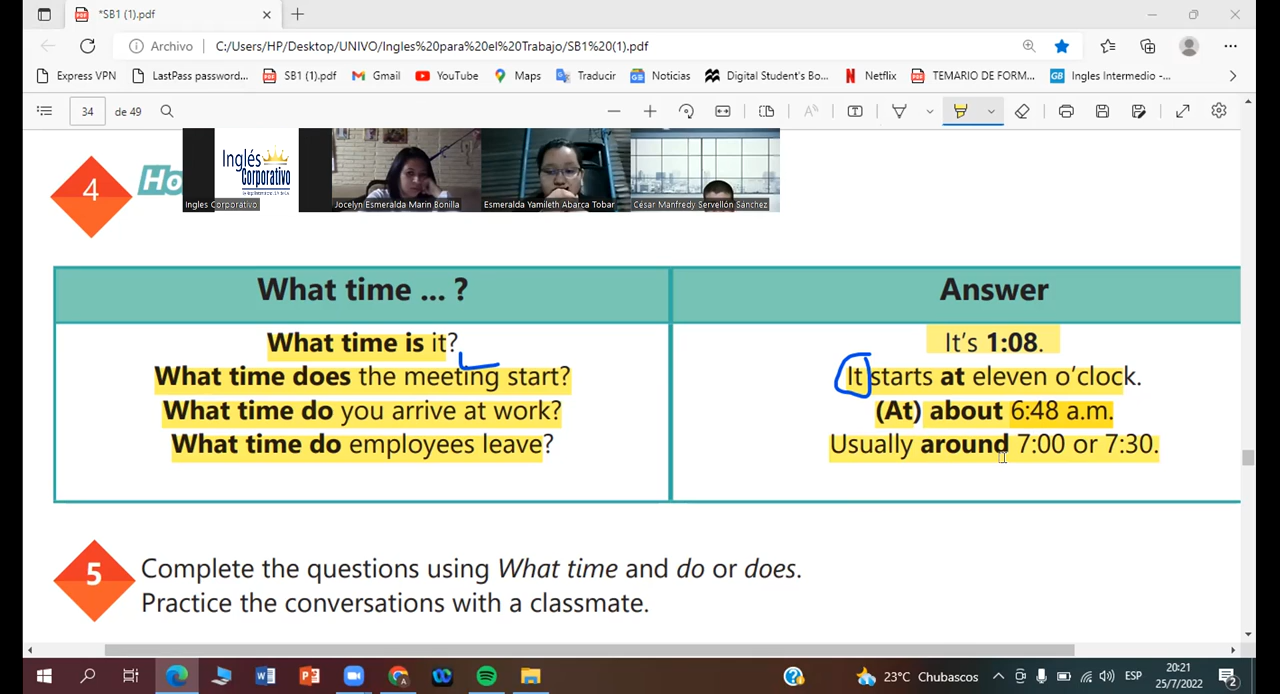 *SB1 (1).pdf
Archivo
C:/Users/HP/Desktop/UNIVO/Ingles%20para%20el%20Trabajo/SB1%20(1).pdf
Express VPN
LastPass password...
SB1 (1).pdf
Gmail
YouTube
Maps
Traducir
Noticias
Digital Student's Bo...
Netflix
TEMARIO DE FORM...
Ingles Intermedio -...
34
de 49
4
Ho
Inglés
Corporativo
Ingles Corporativo
Jocelyn Esmeralda Marin Bonilla
Esmeralda Yamileth Abarca Tobar
César Manfredy Servellón Sánchez
What time ... ?
Answer
What time is it?
It's 1:08.
What time does the meeting start?
It starts at eleven o'clock.
What time do you arrive at work?
(At) about 6:48 a.m.
What time do employees leave?
Usually around 7:00 or 7:30.
5
Complete the questions using What time and do or does.
Practice the conversations with a classmate.
23°C Chubascos
ESP
20:21
25/7/2022
2